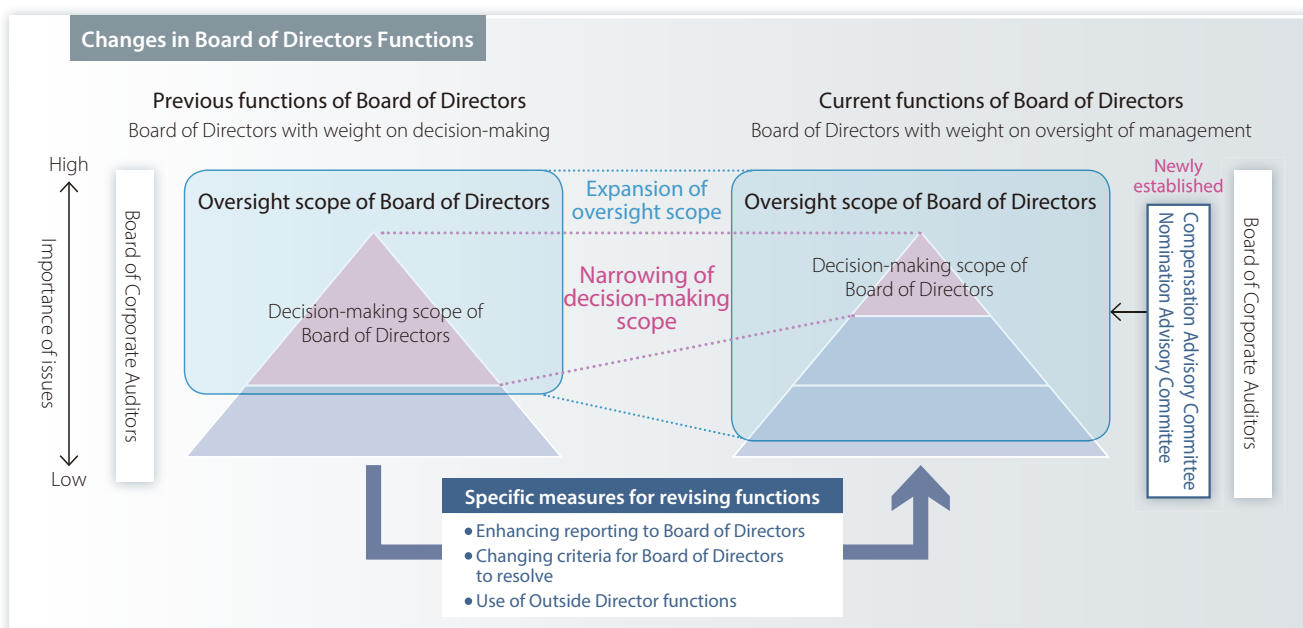 Changes in Board of Directors Functions
Previous functions of Board of Directors
Board of Directors with weight on decision-making
Current functions of Board of Directors
Board of Directors with weight on oversight of management
High
Importance of issues
Low
Board of Corporate Auditors
Oversight scope of Board of Directors
Decision-making scope of
Board of Directors
Expansion of
oversight scope
Narrowing of
decision-making
scope
Oversight scope of Board of Directors
Decision-making scope of
Board of Directors
Newly
established
Compensation Advisory Committee
Nomination Advisory Committee
Board of Corporate Auditors
Specific measures for revising functions
• Enhancing reporting to Board of Directors
• Changing criteria for Board of Directors
to resolve
• Use of Outside Director functions